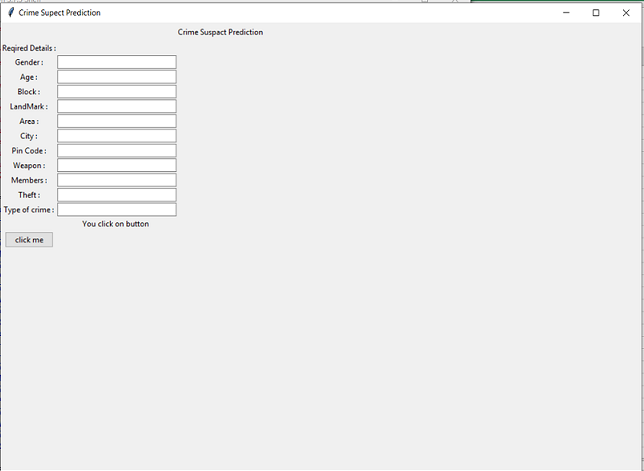 Crime Supect Prediction
Crime Suspact Prediction
Reqired Details :
Gender :
Age :
Block :
LandMark :
Area :
City :
Pin Code :
Weapon :
Members :
Theft :
Type of crime :
You click on button
click me